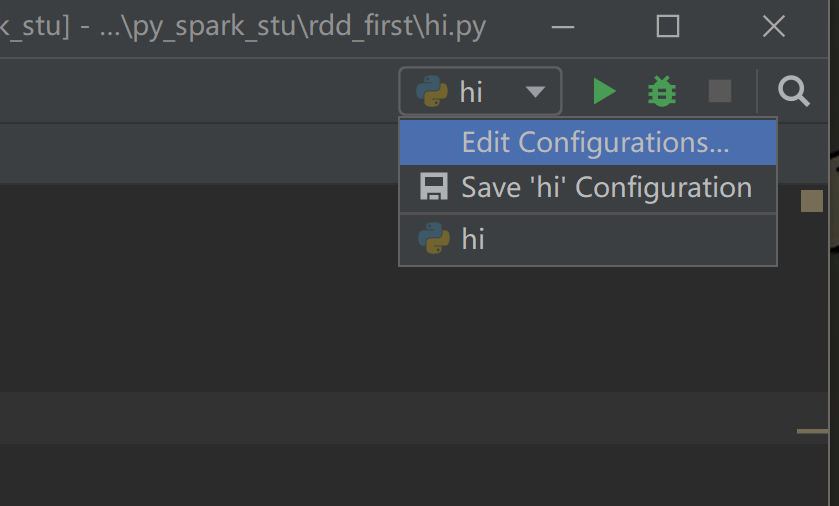 k_stu] - ...\py_spark_stu\rdd_first\hi.py
hi
Edit Configurations...
Save 'hi' Configuration
hi